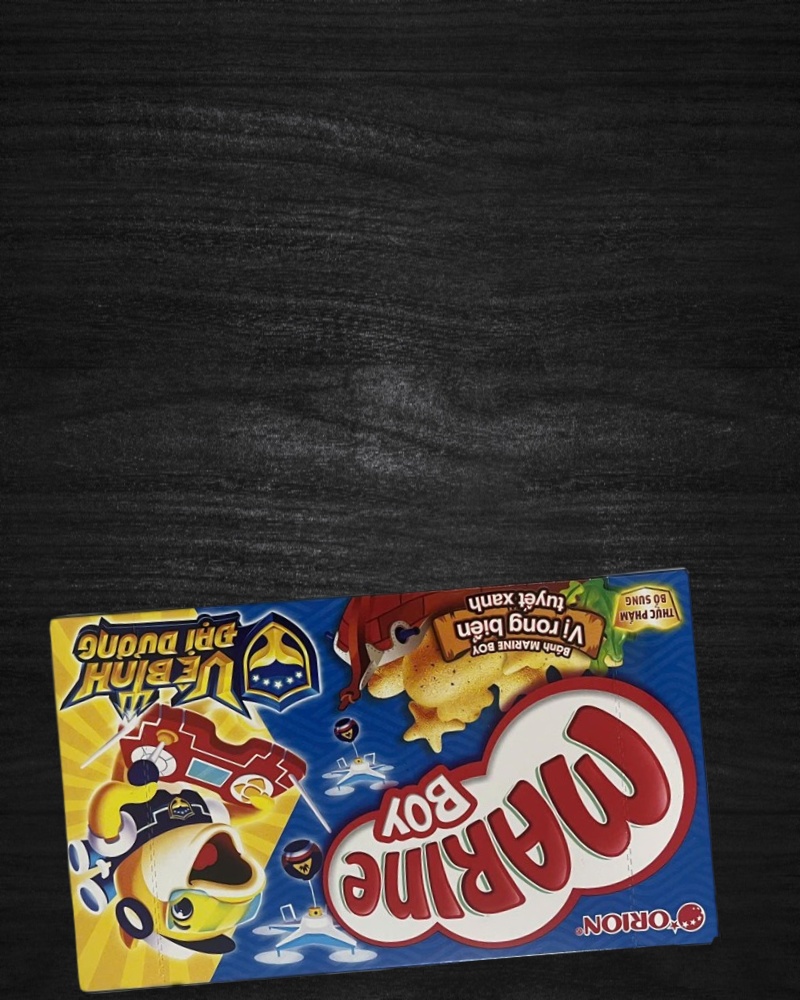 ORION
MARINE
BOY
Bánh MARINE BOY
Vị rong biển
tuyết xanh
THỰC PHẨM
BỔ SUNG
VỆ BINH
ĐẠI DƯƠNG